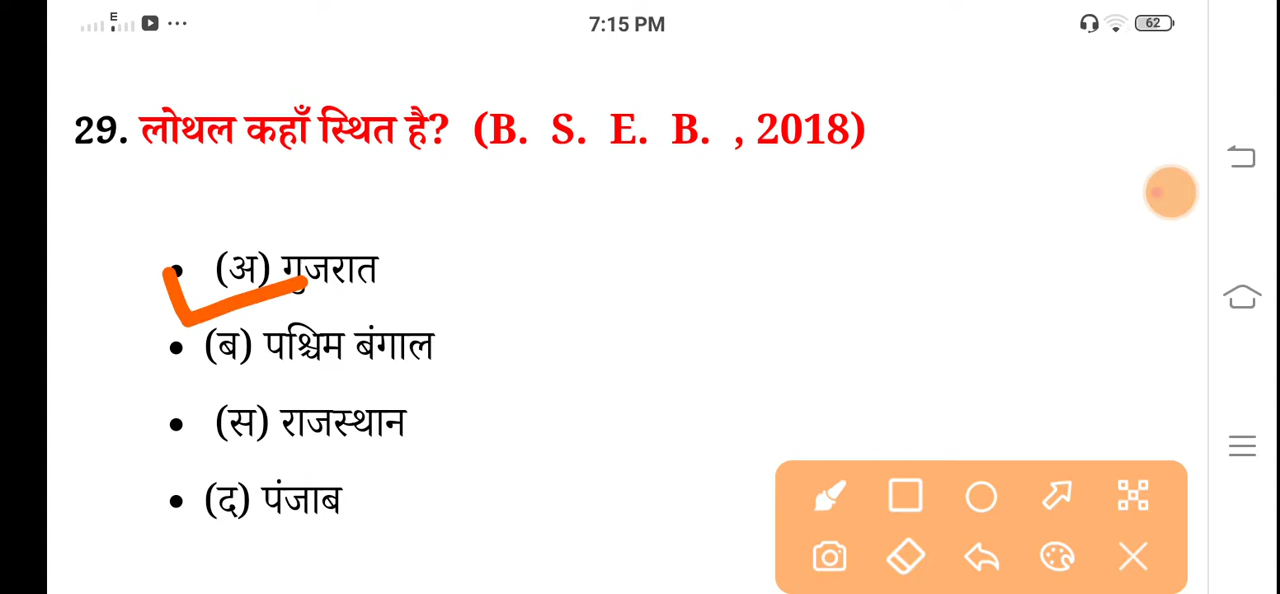 E
7:15 PM
62
29. लोथल कहाँ स्थित है? (B. S. E. B. , 2018)
• (अ) गुजरात
• (ब) पश्चिम बंगाल
• (स) राजस्थान
• (द) पंजाब